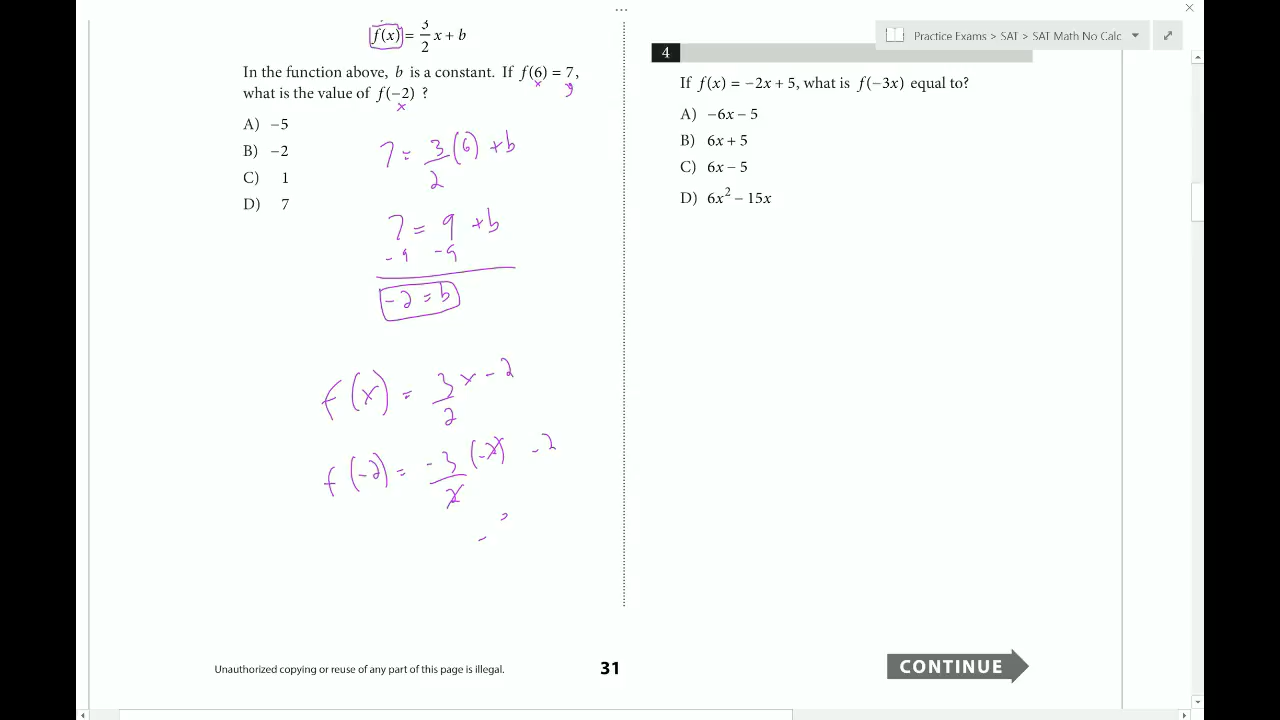 ...
Practice Exams > SAT > SAT Math No Calc
f(x) = 3/2 x + b
In the function above, b is a constant. If f(6) = 7,
x y
what is the value of f(−2) ?
x
A) −5
B) −2
C) 1
D) 7
7 = 3/2 (6) + b
7 = 9 + b
-9 -9
-2 = b
f(x) = 3/2 x - 2
f(-2) = -3/2 (-2) - 2
-
4
If f(x) = −2x + 5, what is f(−3x) equal to?
A) −6x − 5
B) 6x + 5
C) 6x − 5
D) 6x² − 15x
Unauthorized copying or reuse of any part of this page is illegal.
31
CONTINUE